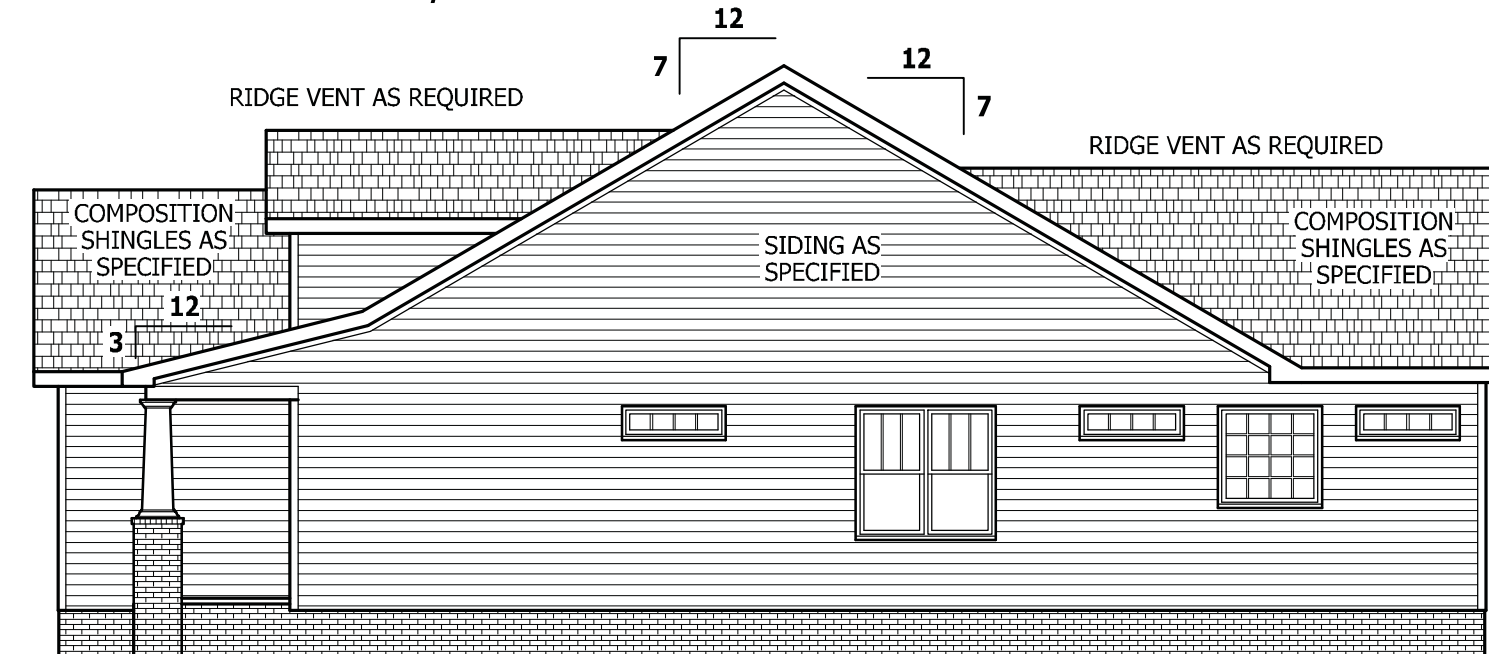 12
7
12
7
RIDGE VENT AS REQUIRED
RIDGE VENT AS REQUIRED
COMPOSITION
SHINGLES AS
SPECIFIED
12
3
SIDING AS
SPECIFIED
COMPOSITION
SHINGLES AS
SPECIFIED